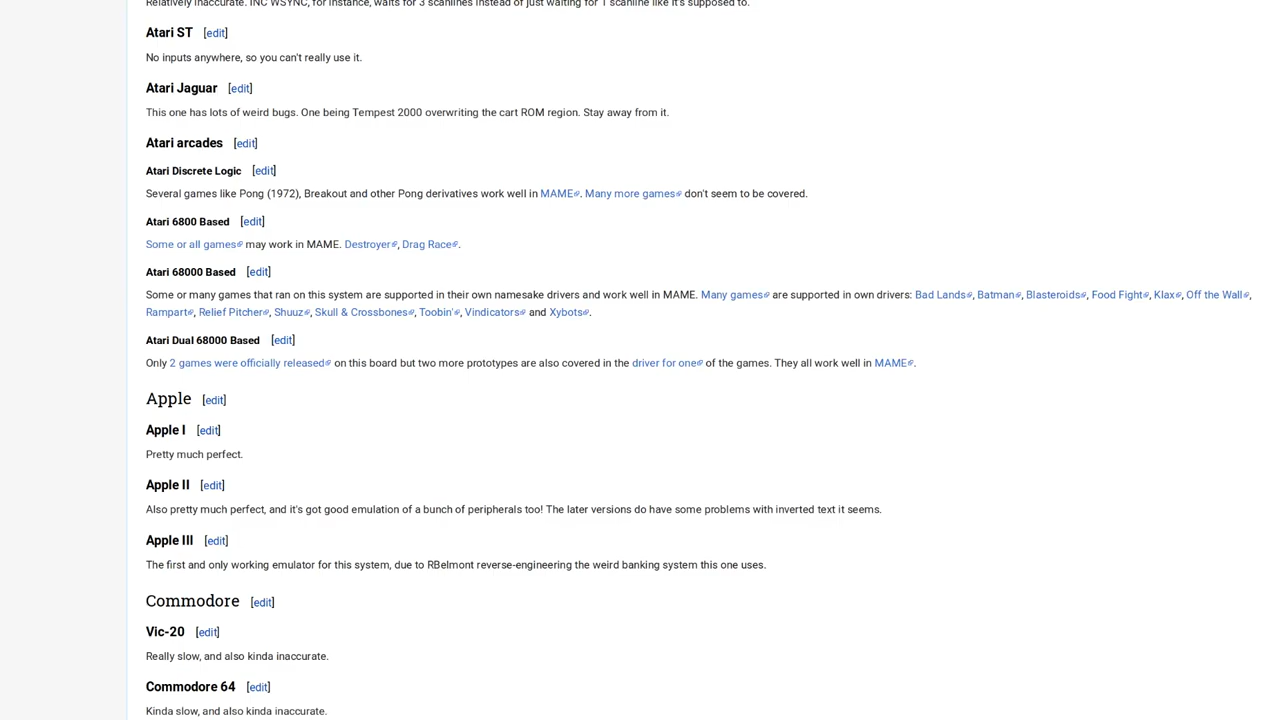 Relatively inaccurate. INC WSYNC, for instance, waits for 3 scanlines instead of just waiting for 1 scanline like it's supposed to.
Atari ST [edit]
No inputs anywhere, so you can't really use it.
Atari Jaguar [edit]
This one has lots of weird bugs. One being Tempest 2000 overwriting the cart ROM region. Stay away from it.
Atari arcades [edit]
Atari Discrete Logic [edit]
Several games like Pong (1972), Breakout and other Pong derivatives work well in MAME. Many more games don't seem to be covered.
Atari 6800 Based [edit]
Some or all games may work in MAME. Destroyer, Drag Race.
Atari 68000 Based [edit]
Some or many games that ran on this system are supported in their own namesake drivers and work well in MAME. Many games are supported in own drivers: Bad Lands, Batman, Blasteroids, Food Fight, Klax, Off the Wall,
Rampart, Relief Pitcher, Shuuz, Skull & Crossbones, Toobin', Vindicators and Xybots.
Atari Dual 68000 Based [edit]
Only 2 games were officially released on this board but two more prototypes are also covered in the driver for one of the games. They all work well in MAME.
Apple [edit]
Apple I [edit]
Pretty much perfect.
Apple II [edit]
Also pretty much perfect, and it's got good emulation of a bunch of peripherals too! The later versions do have some problems with inverted text it seems.
Apple III [edit]
The first and only working emulator for this system, due to RBelmont reverse-engineering the weird banking system this one uses.
Commodore [edit]
Vic-20 [edit]
Really slow, and also kinda inaccurate.
Commodore 64 [edit]
Kinda slow, and also kinda inaccurate.